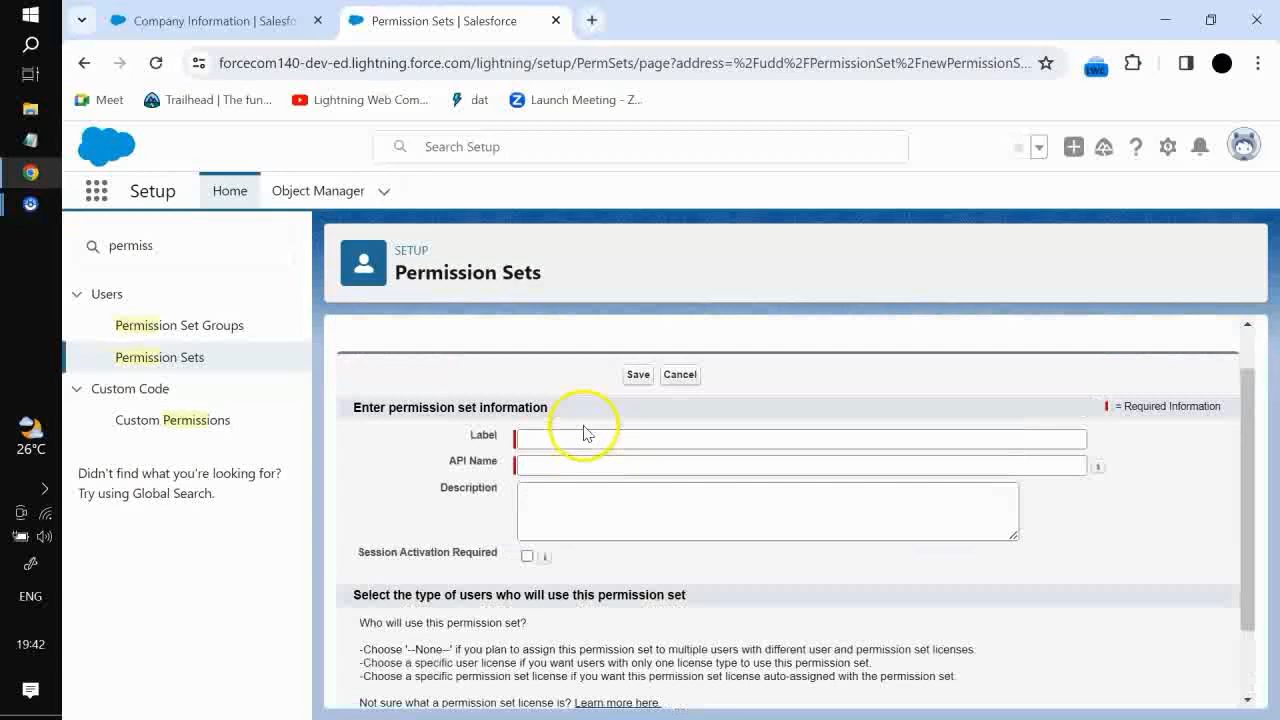 Company Information | Salesfo
Permission Sets | Salesforce
forcecom140-dev-ed.lightning.force.com/lightning/setup/PermSets/page?address=%2Fudd%2FPermissionSet%2FnewPermissionS...
Meet
Trailhead | The fun...
Lightning Web Com...
dat
Launch Meeting - Z...
Search Setup
Setup
Home
Object Manager
permiss
Users
Permission Set Groups
Permission Sets
Custom Code
Custom Permissions
Didn't find what you're looking for?
Try using Global Search.
SETUP
Permission Sets
Save
Cancel
Enter permission set information
= Required Information
Label
API Name
Description
Session Activation Required
Select the type of users who will use this permission set
Who will use this permission set?
-Choose '--None--' if you plan to assign this permission set to multiple users with different user and permission set licenses.
-Choose a specific user license if you want users with only one license type to use this permission set.
-Choose a specific permission set license if you want this permission set license auto-assigned with the permission set.
Not sure what a permission set license is? Learn more here.
26°C
ENG
19:42